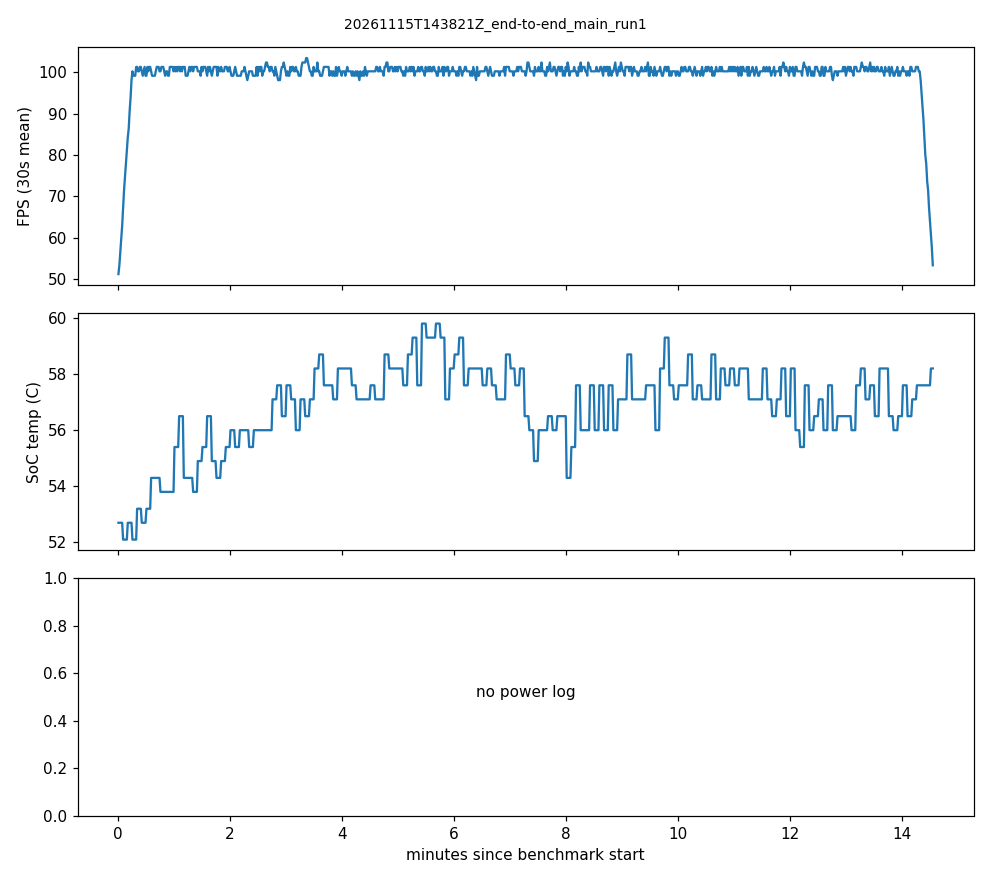 20261115T143821Z_end-to-end_main_run1
100
90
80
70
60
50
FPS (30s mean)
60
58
56
54
52
SoC temp (C)
1.0
0.8
0.6
0.4
0.2
0.0
no power log
0 2 4 6 8 10 12 14
minutes since benchmark start